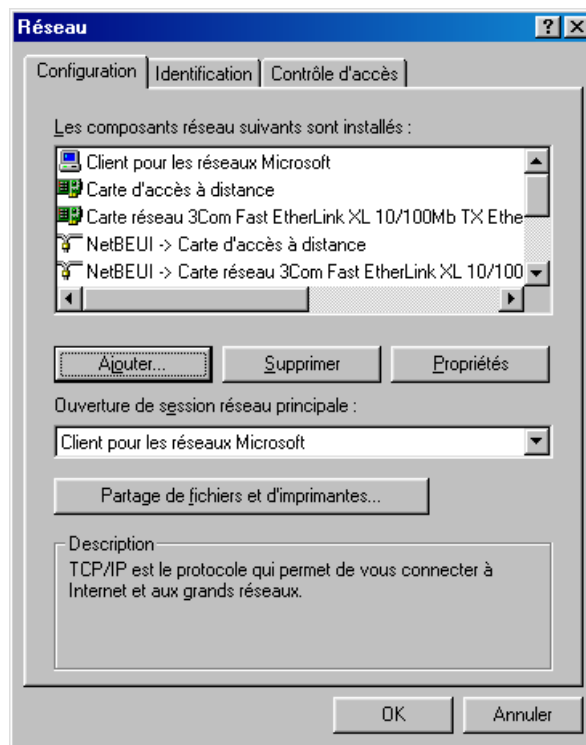 Réseau
Configuration Identification Contrôle d'accès
Les composants réseau suivants sont installés :
Client pour les réseaux Microsoft
Carte d'accès à distance
Carte réseau 3Com Fast EtherLink XL 10/100Mb TX Ethe
NetBEUI -> Carte d'accès à distance
NetBEUI -> Carte réseau 3Com Fast EtherLink XL 10/100
Ajouter... Supprimer Propriétés
Ouverture de session réseau principale :
Client pour les réseaux Microsoft
Partage de fichiers et d'imprimantes...
Description
TCP/IP est le protocole qui permet de vous connecter à
Internet et aux grands réseaux.
OK Annuler